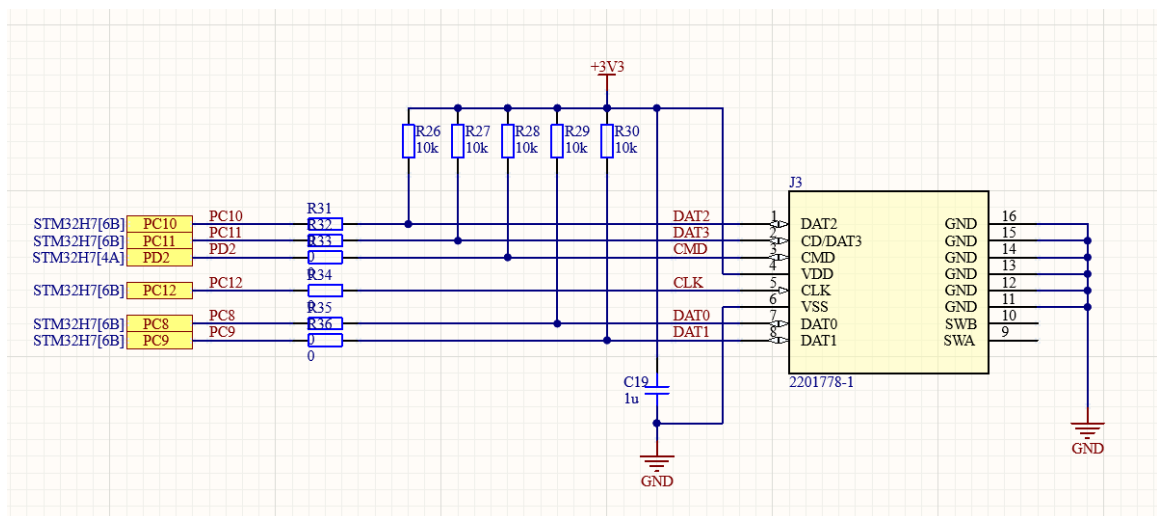 +3V3
R26 R27 R28 R29 R30
10k 10k 10k 10k 10k
J3
R31
STM32H7[6B] PC10 PC10 DAT2 1 DAT2 GND 16
R32
STM32H7[6B] PC11 PC11 DAT3 2 CD/DAT3 GND 15
R33
STM32H7[4A] PD2 PD2 0 CMD 3 CMD GND 14
0
4 VDD GND 13
R34
STM32H7[6B] PC12 PC12 CLK 5 CLK GND 12
0
6 VSS GND 11
R35
STM32H7[6B] PC8 PC8 DAT0 7 DAT0 SWB 10
R36
STM32H7[6B] PC9 PC9 0 DAT1 8 DAT1 SWA 9
0
C19
1u
2201778-1
GND
GND